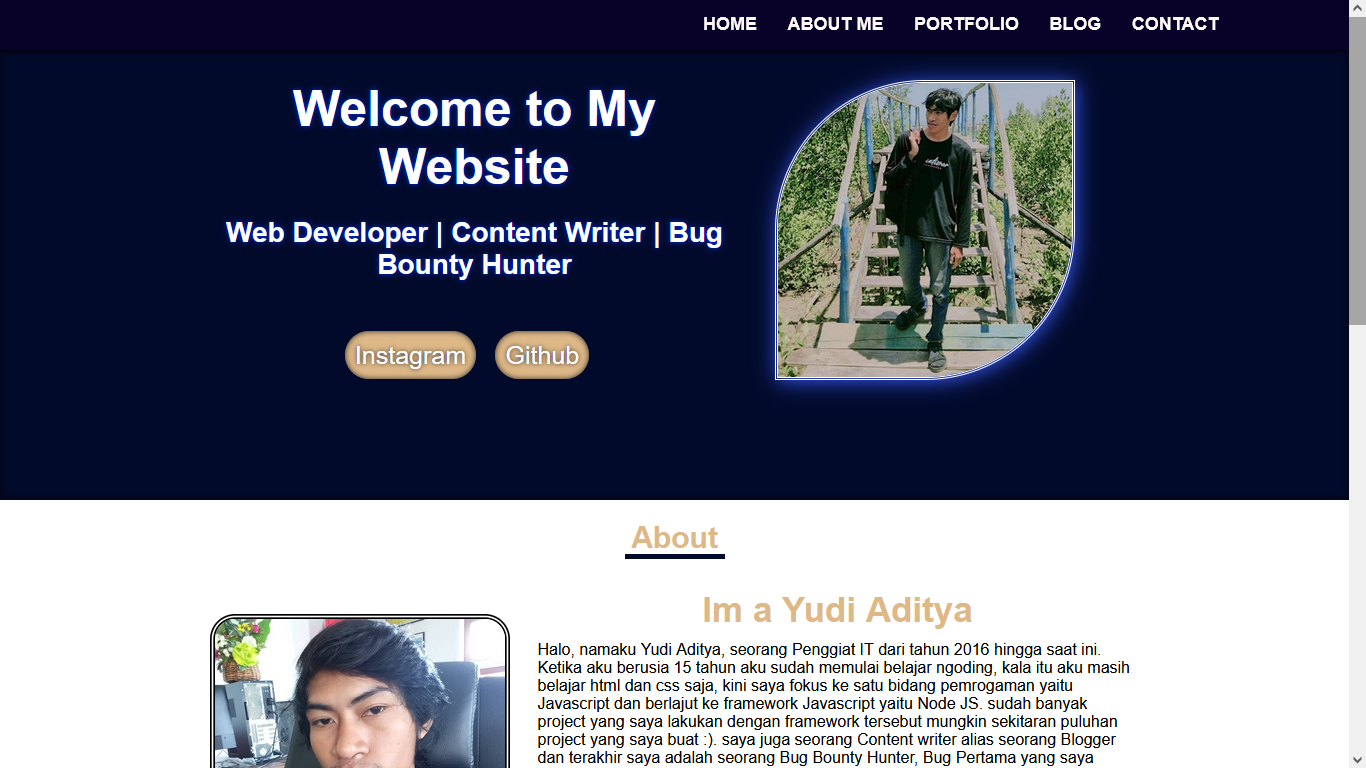 HOME ABOUT ME PORTFOLIO BLOG CONTACT
Welcome to My
Website
Web Developer | Content Writer | Bug
Bounty Hunter
Instagram Github
About
Im a Yudi Aditya
Halo, namaku Yudi Aditya, seorang Penggiat IT dari tahun 2016 hingga saat ini.
Ketika aku berusia 15 tahun aku sudah memulai belajar ngoding, kala itu aku masih
belajar html dan css saja, kini saya fokus ke satu bidang pemrogaman yaitu
Javascript dan berlajut ke framework Javascript yaitu Node JS. sudah banyak
project yang saya lakukan dengan framework tersebut mungkin sekitaran puluhan
project yang saya buat :). saya juga seorang Content writer alias seorang Blogger
dan terakhir saya adalah seorang Bug Bounty Hunter, Bug Pertama yang saya